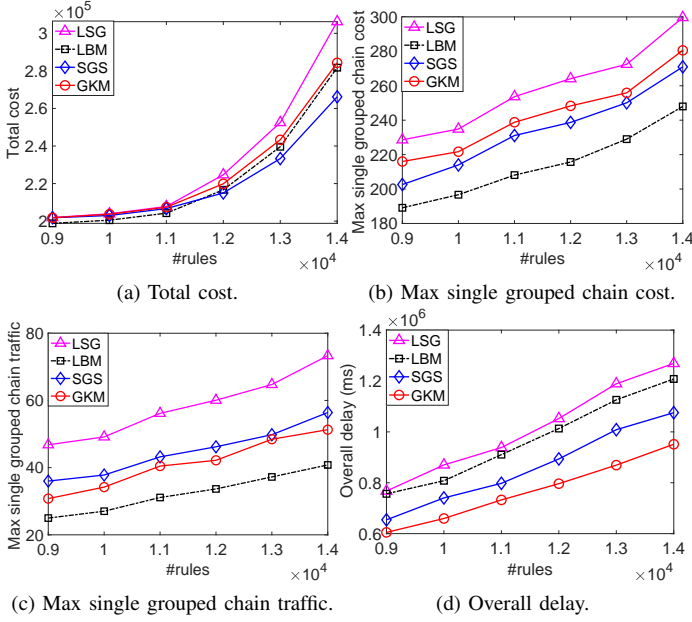 ×10^5
LSG
LBM
SGS
GKM
Total cost
3
2.8
2.6
2.4
2.2
2
0.9 1 1.1 1.2 1.3 1.4
#rules
×10^4
(a) Total cost.
LSG
LBM
SGS
GKM
Max single grouped chain cost
300
280
260
240
220
200
180
0.9 1 1.1 1.2 1.3 1.4
#rules
×10^4
(b) Max single grouped chain cost.
LSG
LBM
SGS
GKM
Max single grouped chain traffic
80
60
40
20
0.9 1 1.1 1.2 1.3 1.4
#rules
×10^4
(c) Max single grouped chain traffic.
×10^6
LSG
LBM
SGS
GKM
Overall delay (ms)
1.4
1.2
1
0.8
0.6
0.9 1 1.1 1.2 1.3 1.4
#rules
×10^4
(d) Overall delay.